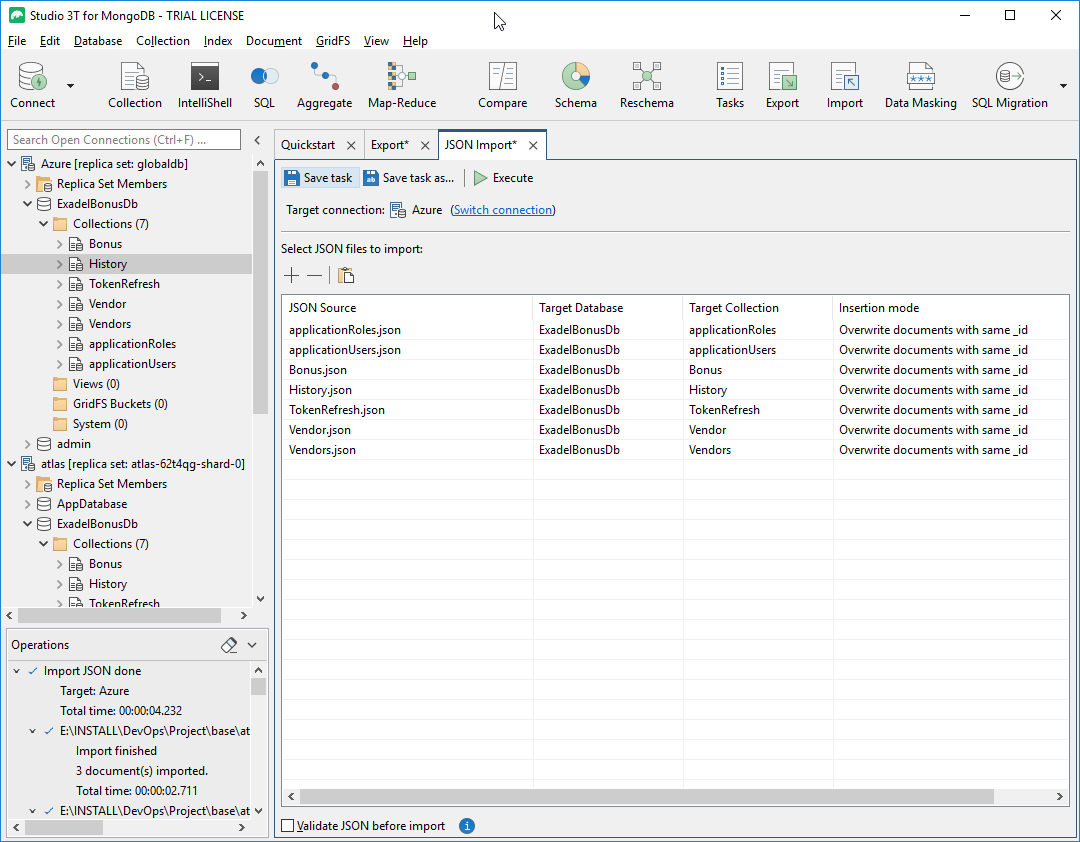 Studio 3T for MongoDB - TRIAL LICENSE
File Edit Database Collection Index Document GridFS View Help
Connect Collection IntelliShell SQL Aggregate Map-Reduce Compare Schema Reschema Tasks Export Import Data Masking SQL Migration
Search Open Connections (Ctrl+F) ...
Azure [replica set: globaldb]
Replica Set Members
ExadelBonusDb
Collections (7)
Bonus
History
TokenRefresh
Vendor
Vendors
applicationRoles
applicationUsers
Views (0)
GridFS Buckets (0)
System (0)
admin
atlas [replica set: atlas-62t4qg-shard-0]
Replica Set Members
AppDatabase
ExadelBonusDb
Collections (7)
Bonus
History
TokenRefresh
Operations
Import JSON done
Target: Azure
Total time: 00:00:04.232
E:\INSTALL\DevOps\Project\base\at
Import finished
3 document(s) imported.
Total time: 00:00:02.711
E:\INSTALL\DevOps\Project\base\at
Quickstart Export* JSON Import*
Save task Save task as... Execute
Target connection: Azure (Switch connection)
Select JSON files to import:
JSON Source Target Database Target Collection Insertion mode
applicationRoles.json ExadelBonusDb applicationRoles Overwrite documents with same _id
applicationUsers.json ExadelBonusDb applicationUsers Overwrite documents with same _id
Bonus.json ExadelBonusDb Bonus Overwrite documents with same _id
History.json ExadelBonusDb History Overwrite documents with same _id
TokenRefresh.json ExadelBonusDb TokenRefresh Overwrite documents with same _id
Vendor.json ExadelBonusDb Vendor Overwrite documents with same _id
Vendors.json ExadelBonusDb Vendors Overwrite documents with same _id
Validate JSON before import